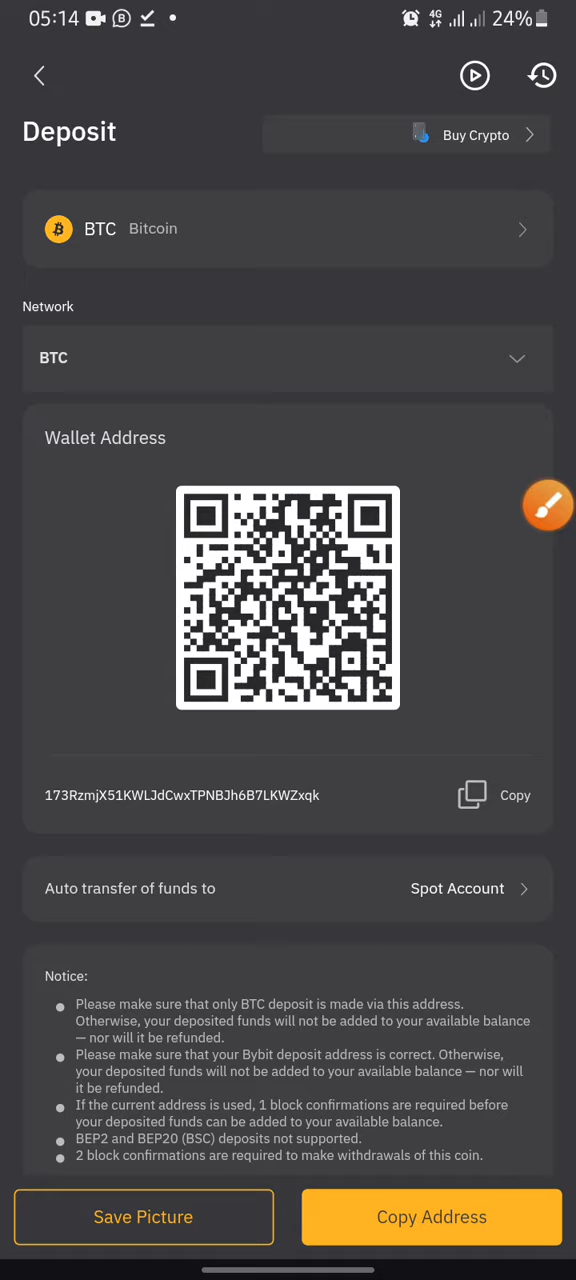 05:14 4G 24%
Deposit
Buy Crypto
BTC Bitcoin
Network
BTC
Wallet Address
173RzmjX51KWLJdCwxTPNBJh6B7LKWZxqk Copy
Auto transfer of funds to Spot Account
Notice:
Please make sure that only BTC deposit is made via this address.
Otherwise, your deposited funds will not be added to your available balance
— nor will it be refunded.
Please make sure that your Bybit deposit address is correct. Otherwise,
your deposited funds will not be added to your available balance — nor will
it be refunded.
If the current address is used, 1 block confirmations are required before
your deposited funds can be added to your available balance.
BEP2 and BEP20 (BSC) deposits not supported.
2 block confirmations are required to make withdrawals of this coin.
Save Picture Copy Address